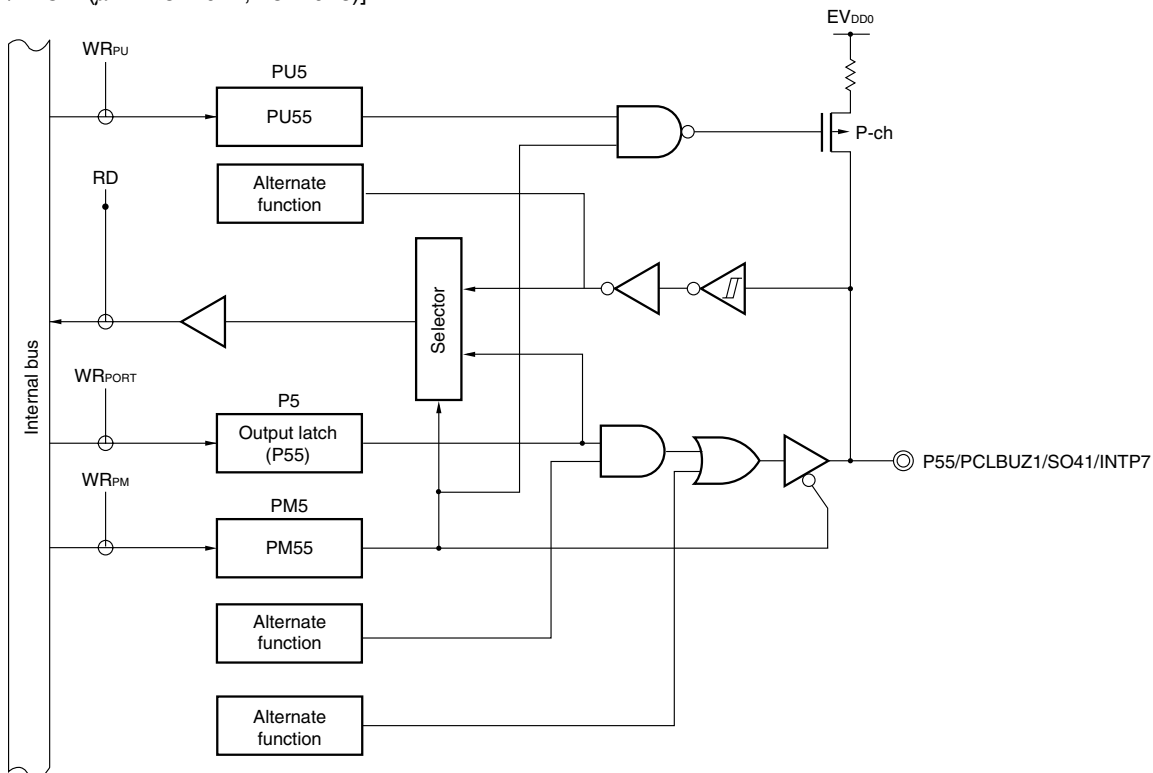 EVDD0
WRPU
PU5
PU55
P-ch
RD
Alternate
function
Selector
Internal bus
WRPORT
P5
Output latch
(P55)
P55/PCLBUZ1/SO41/INTP7
WRPM
PM5
PM55
Alternate
function
Alternate
function